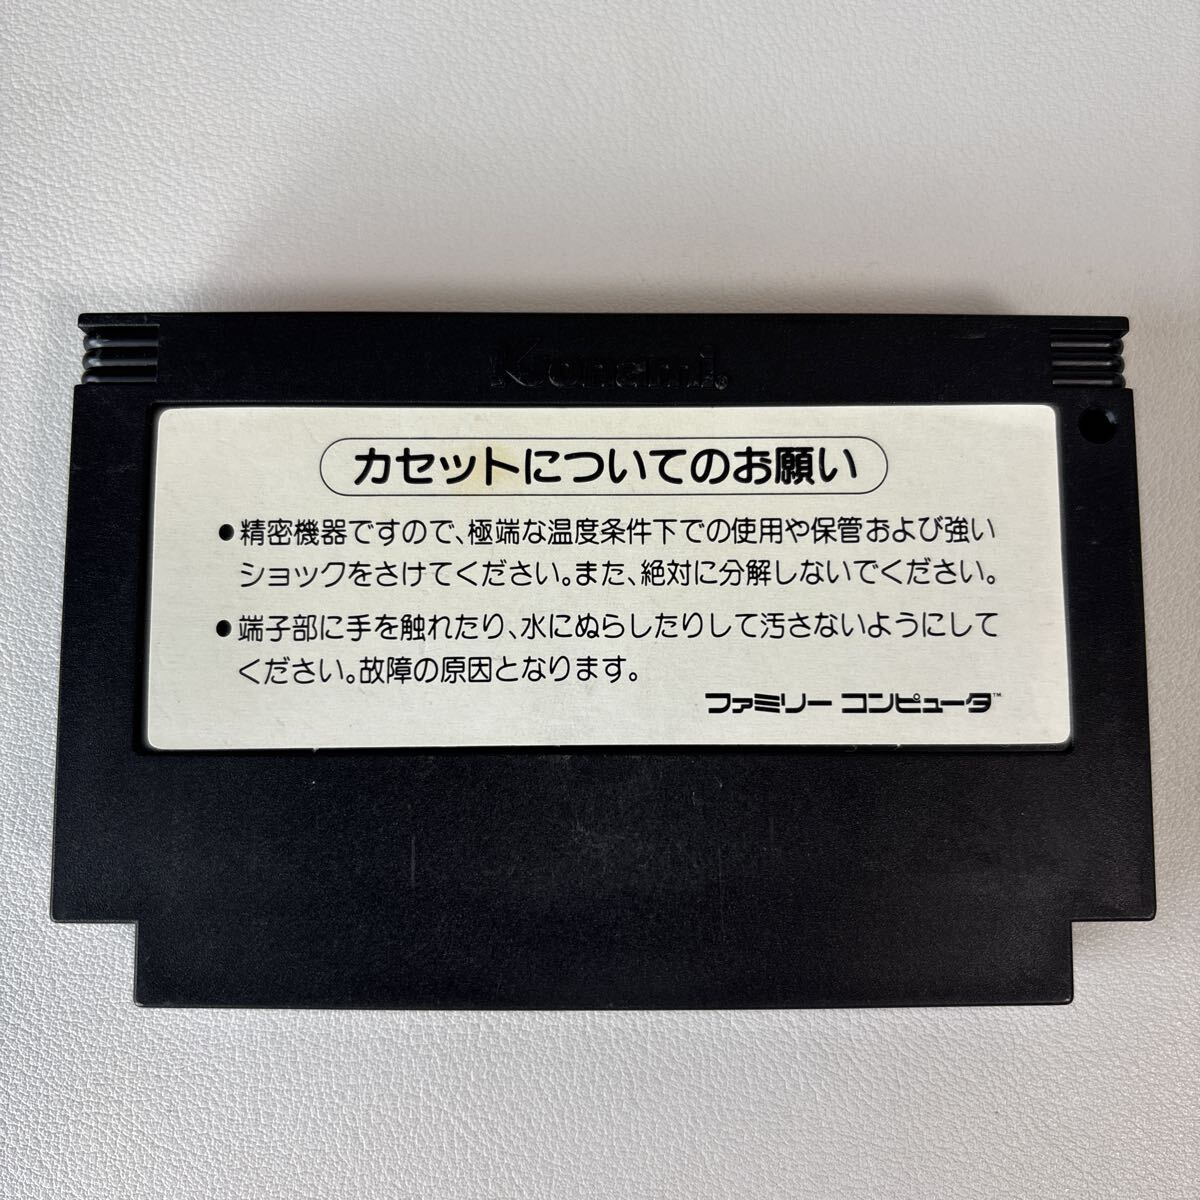 Konami®
カセットについてのお願い
●精密機器ですので、極端な温度条件下での使用や保管および強い
ショックをさけてください。また、絶対に分解しないでください。
●端子部に手を触れたり、水にぬらしたりして汚さないようにして
ください。故障の原因となります。
ファミリー コンピュータ™